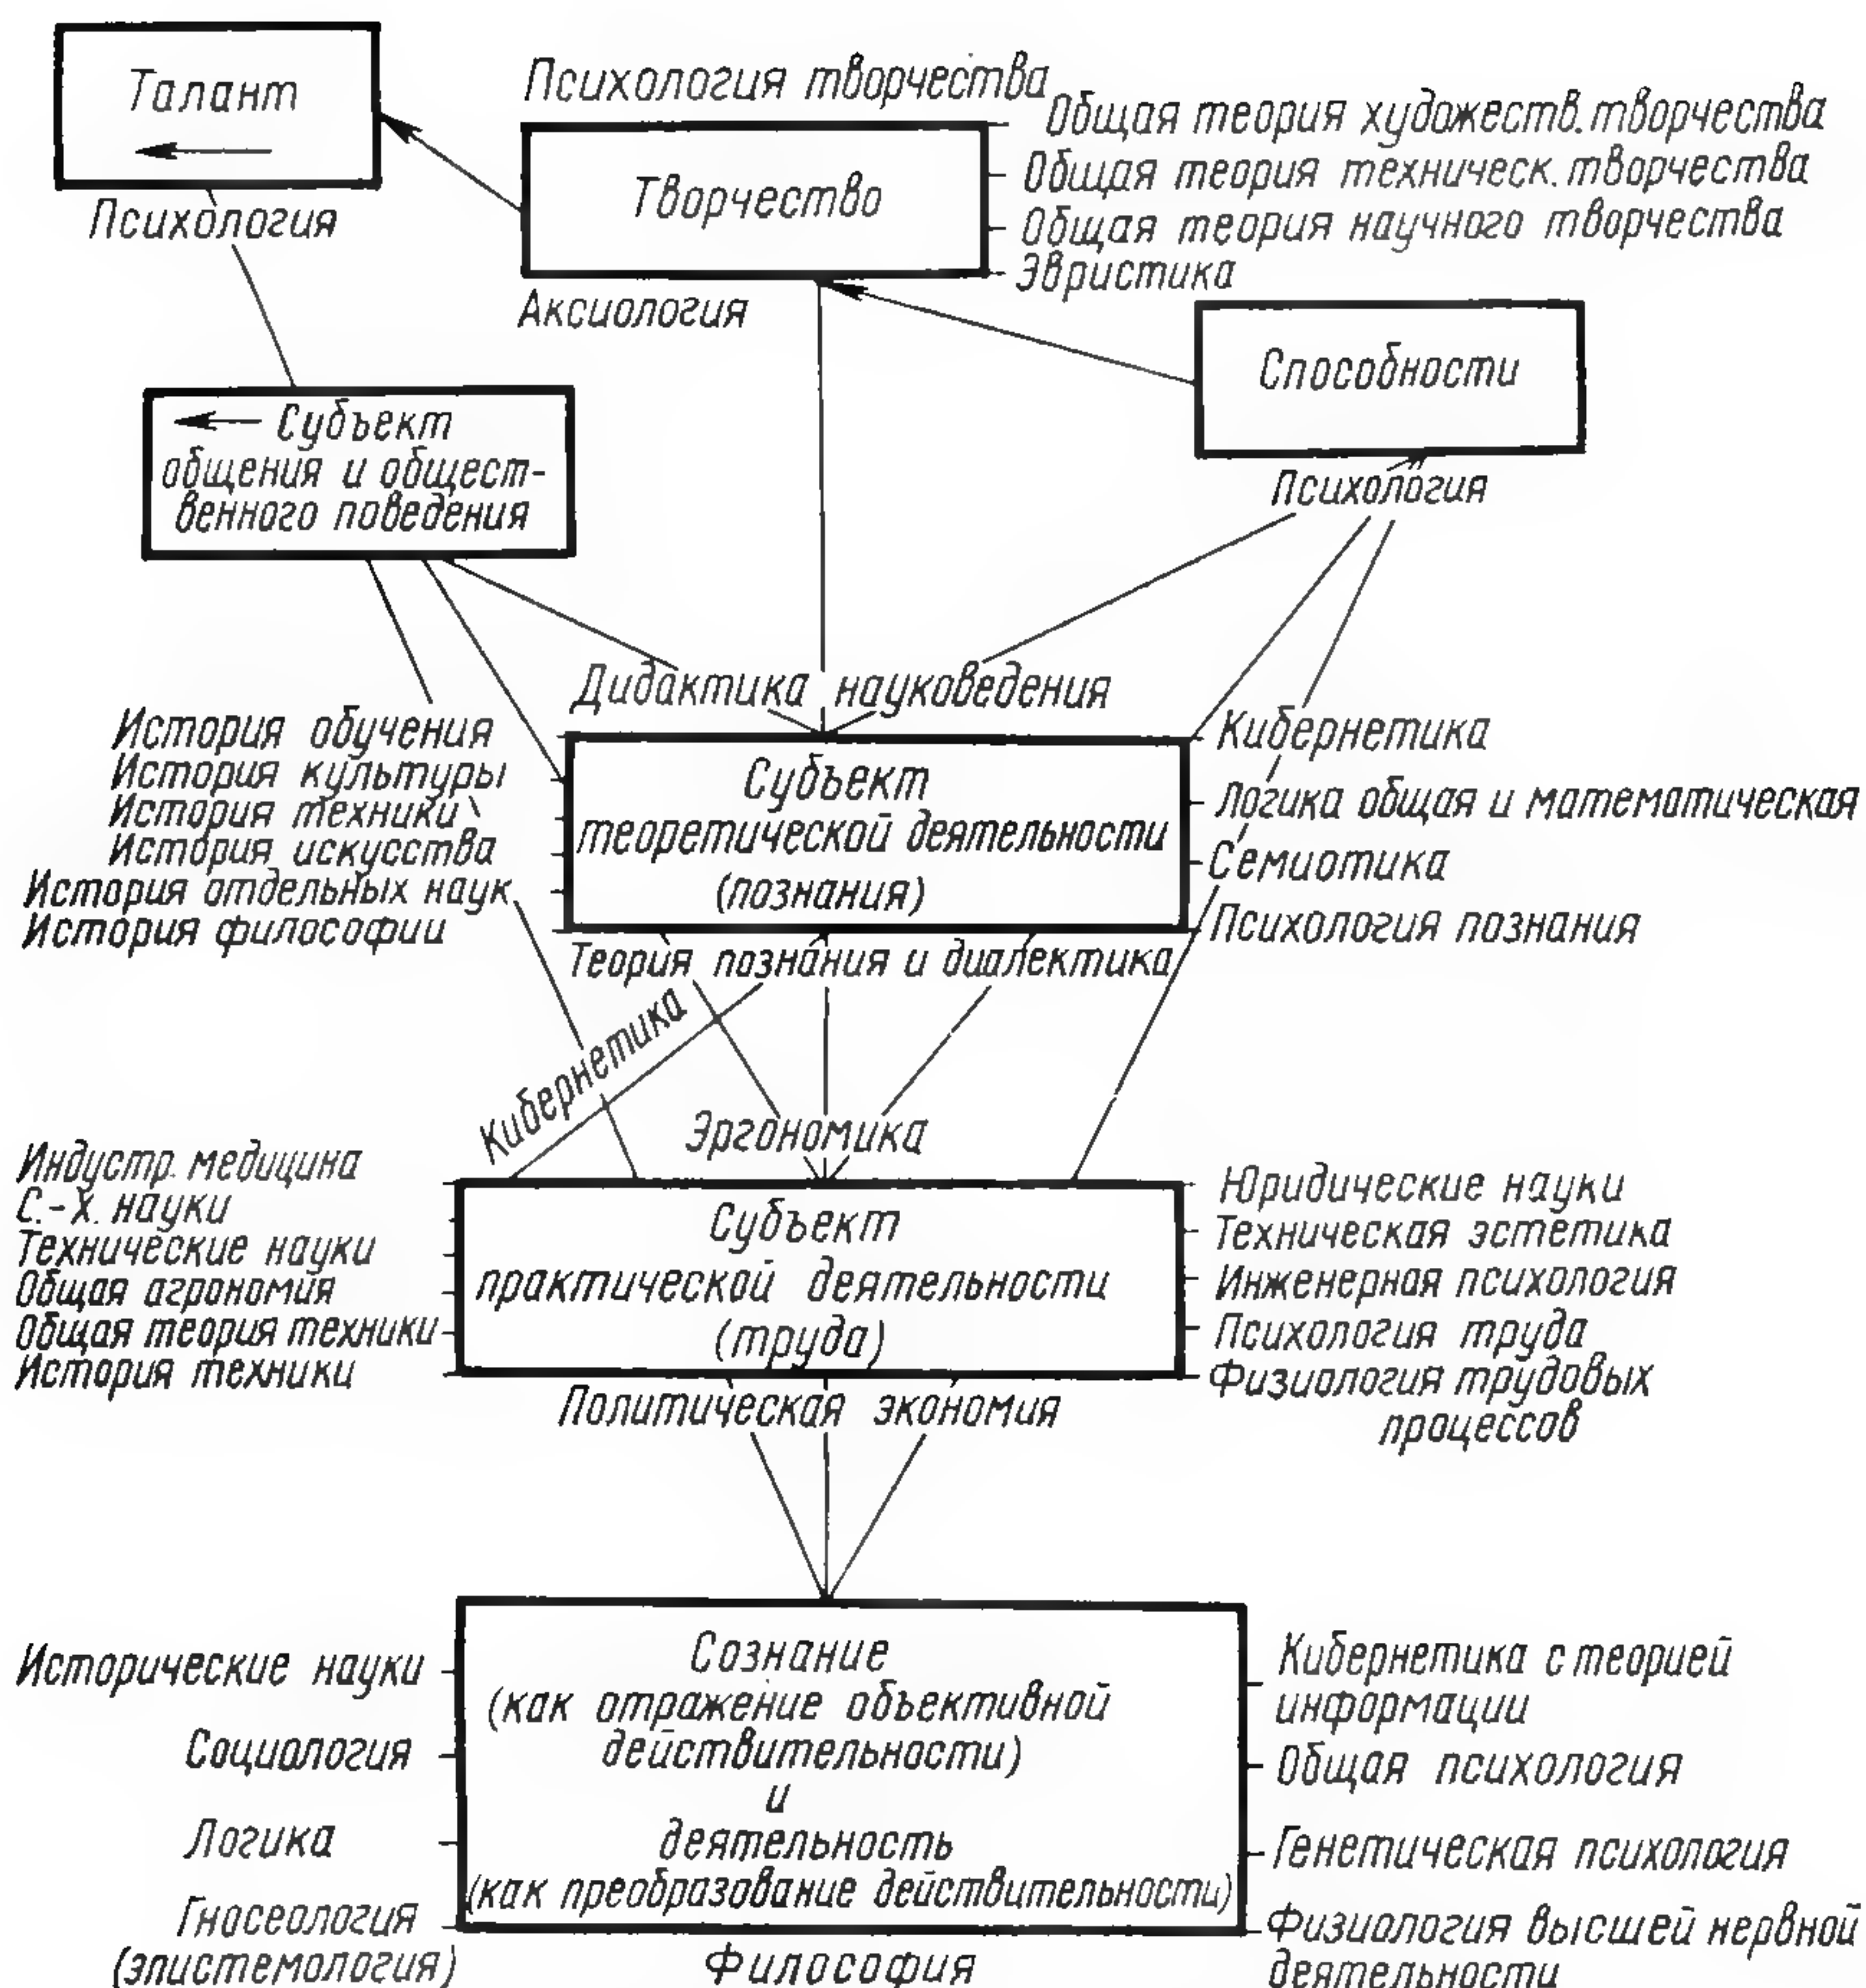 Талант
Психология
Психология творчества
Творчество
Аксиология
Общая теория художеств. творчества
Общая теория техническ. творчества
Общая теория научного творчества
Эвристика
Способности
Психология
Субъект
общения и общест-
венного поведения
Дидактика науковедения
История обучения
История культуры
История техники
История искусства
История отдельных наук
История философии
Субъект
теоретической деятельности
(познания)
Кибернетика
Логика общая и математическая
Семиотика
Психология познания
Теория познания и диалектика
Кибернетика
Эргономика
Индустр. медицина
С.-х. науки
Технические науки
Общая агрономия
Общая теория техники
История техники
Субъект
практической деятельности
(труда)
Юридические науки
Техническая эстетика
Инженерная психология
Психология труда
Физиология трудовых
процессов
Политическая экономия
Исторические науки
Социология
Логика
Гносеология
(эпистемология)
Сознание
(как отражение объективной
действительности)
и
деятельность
(как преобразование действительности)
Философия
Кибернетика с теорией
информации
Общая психология
Генетическая психология
Физиология высшей нервной
деятельности